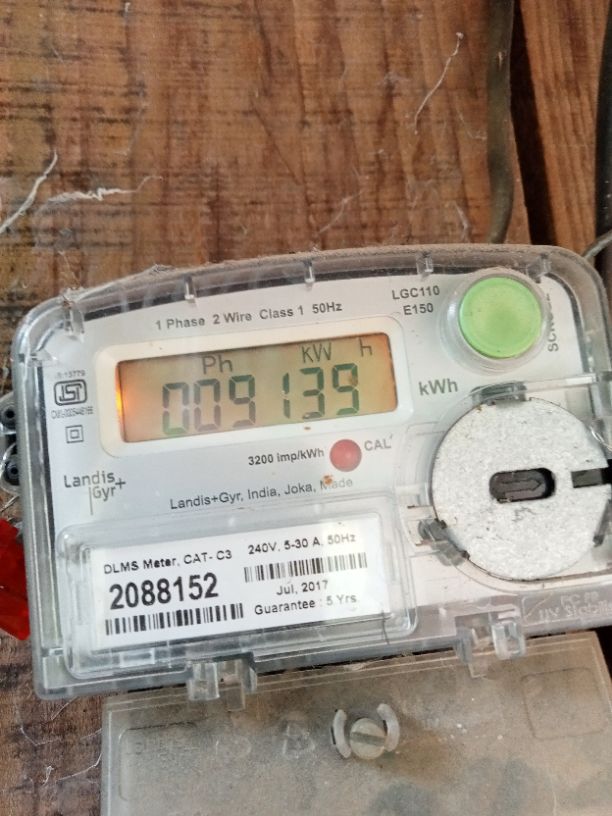 LGC110
E150
1 Phase 2 Wire Class 1 50Hz
Ph KW h
009139
kWh
3200 imp/kWh
CAL
Landis+
Gyr
Landis+Gyr, India, Joka, Made
DLMS Meter, CAT- C3
240V, 5-30 A, 50Hz
2088152
Jul, 2017
Guarantee : 5 Yrs.